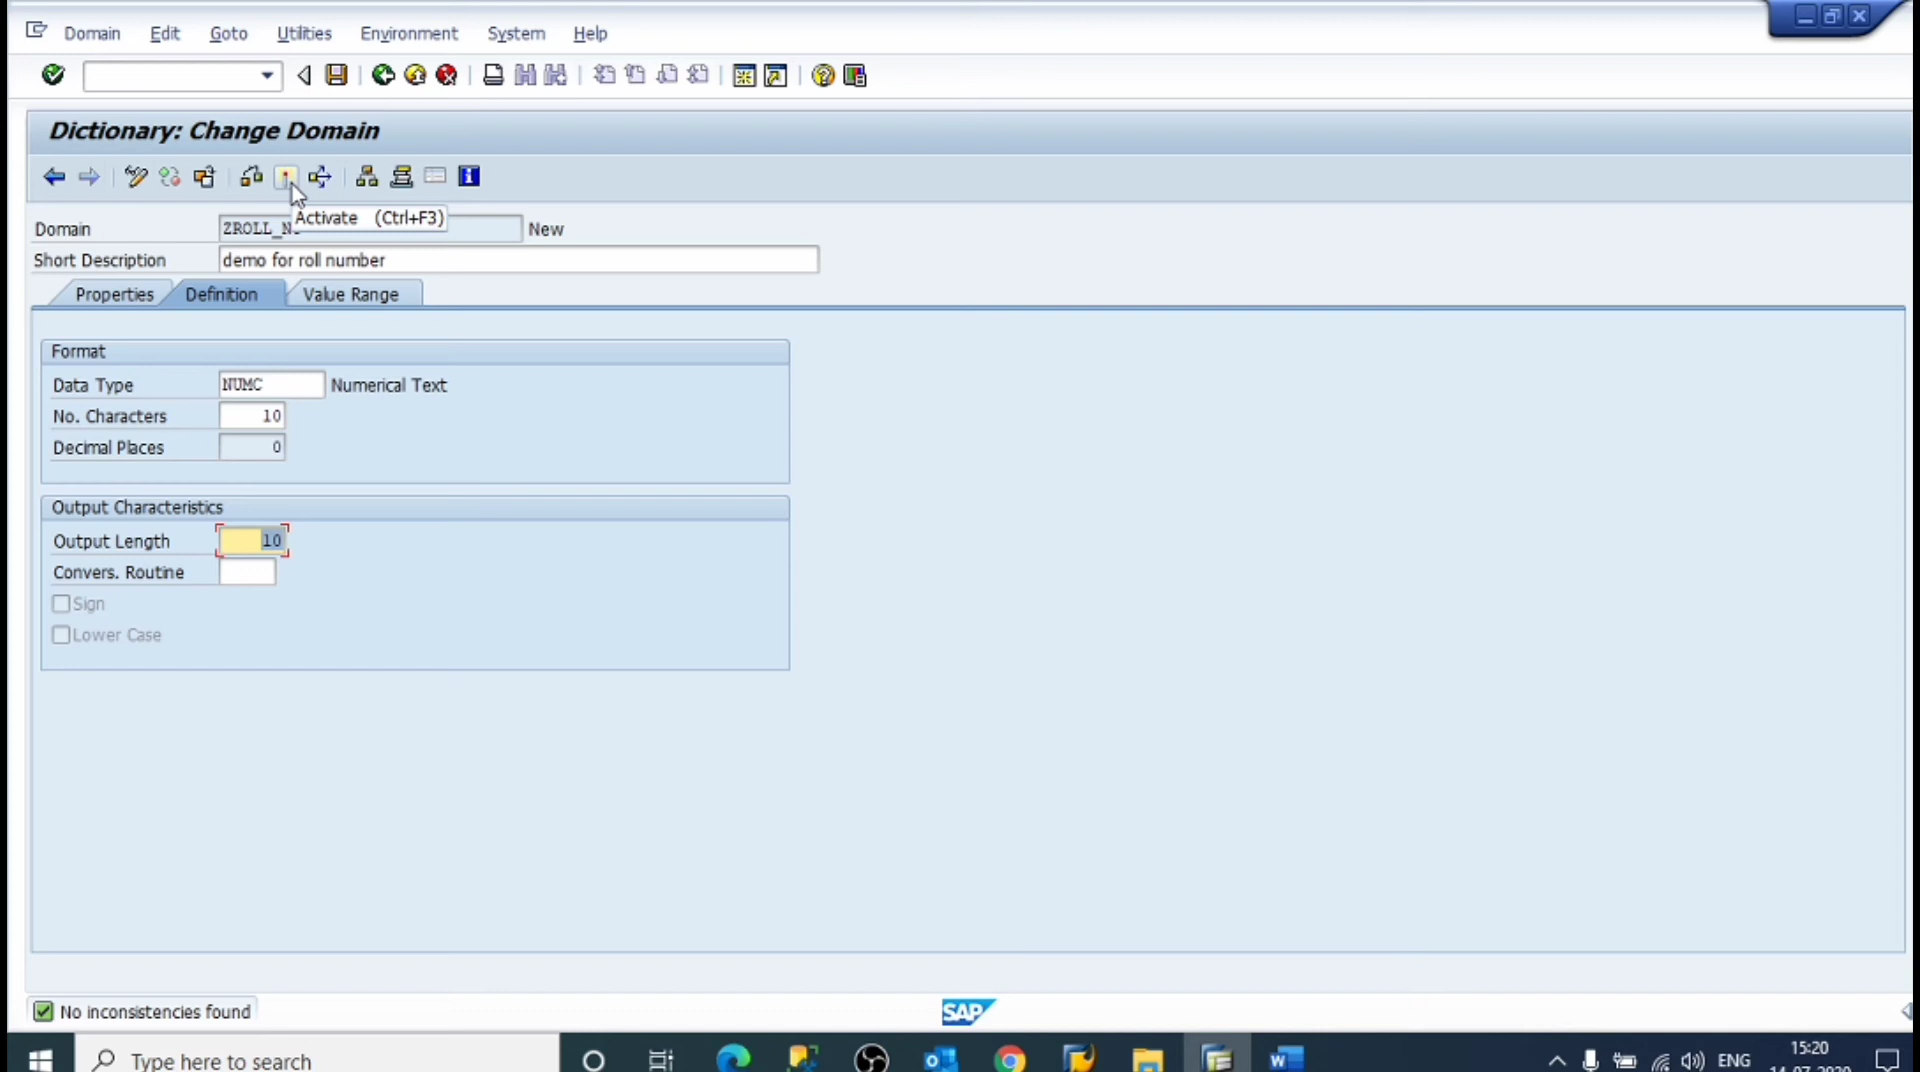 Domain Edit Goto Utilities Environment System Help
Dictionary: Change Domain
Activate (Ctrl+F3)
Domain ZROLL_N New
Short Description demo for roll number
Properties Definition Value Range
Format
Data Type NUMC Numerical Text
No. Characters 10
Decimal Places 0
Output Characteristics
Output Length 10
Convers. Routine
Sign
Lower Case
No inconsistencies found SAP
Type here to search ENG 15:20